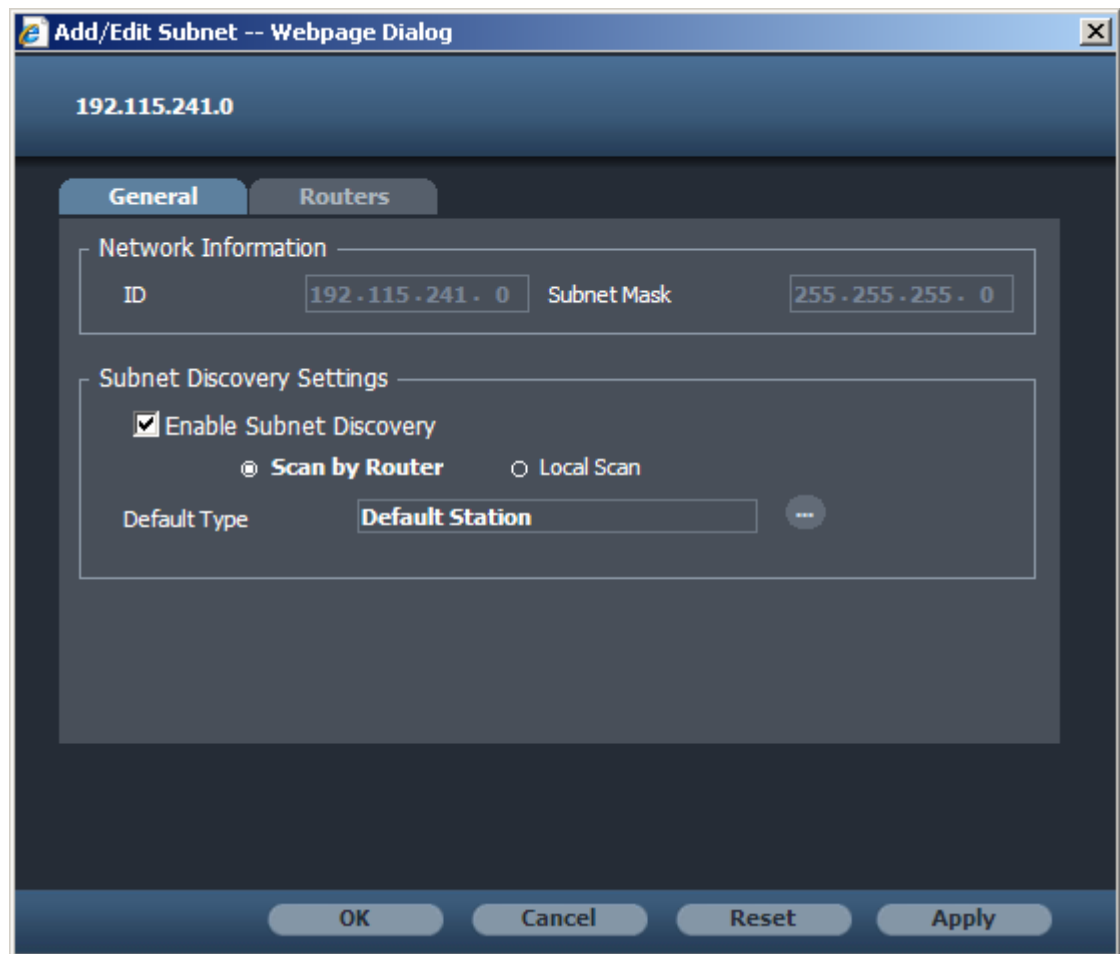 Add/Edit Subnet -- Webpage Dialog
192.115.241.0
General Routers
Network Information
ID 192 . 115 . 241 . 0 Subnet Mask 255 . 255 . 255 . 0
Subnet Discovery Settings
Enable Subnet Discovery
Scan by Router Local Scan
Default Type Default Station ...
OK Cancel Reset Apply